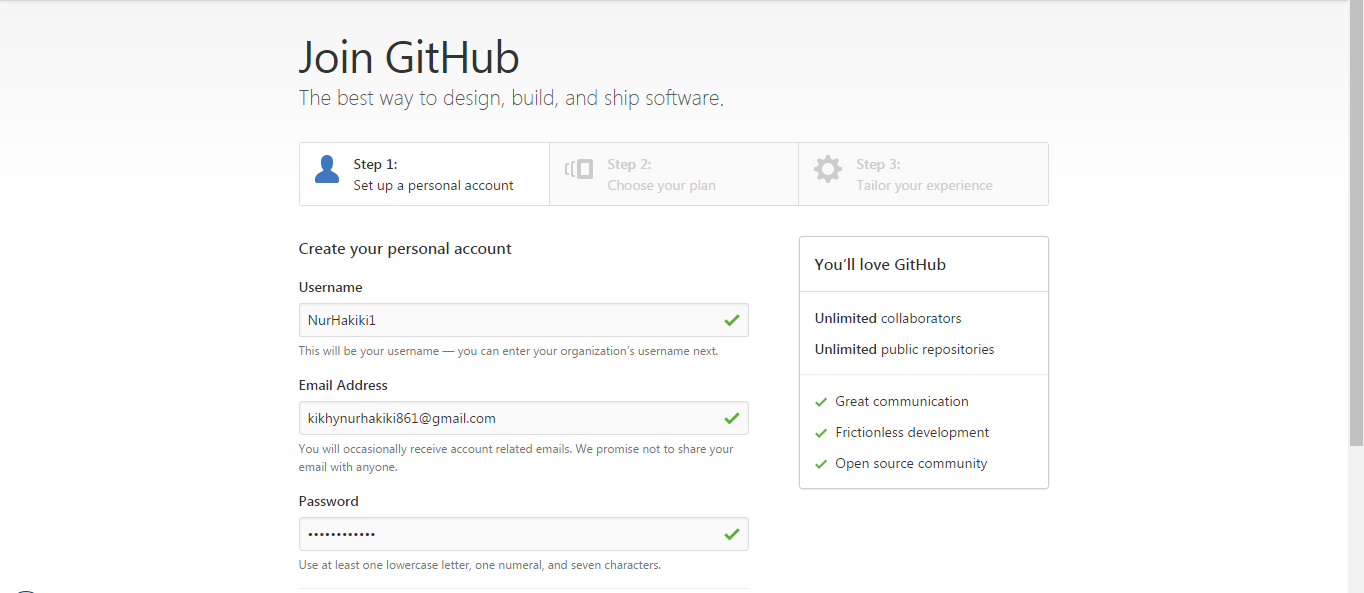 Join GitHub
The best way to design, build, and ship software.
Step 1:
Set up a personal account
Step 2:
Choose your plan
Step 3:
Tailor your experience
Create your personal account
Username
NurHakiki1
This will be your username — you can enter your organization's username next.
Email Address
kikhynurhakiki861@gmail.com
You will occasionally receive account related emails. We promise not to share your
email with anyone.
Password
••••••••••••
Use at least one lowercase letter, one numeral, and seven characters.
You'll love GitHub
Unlimited collaborators
Unlimited public repositories
Great communication
Frictionless development
Open source community